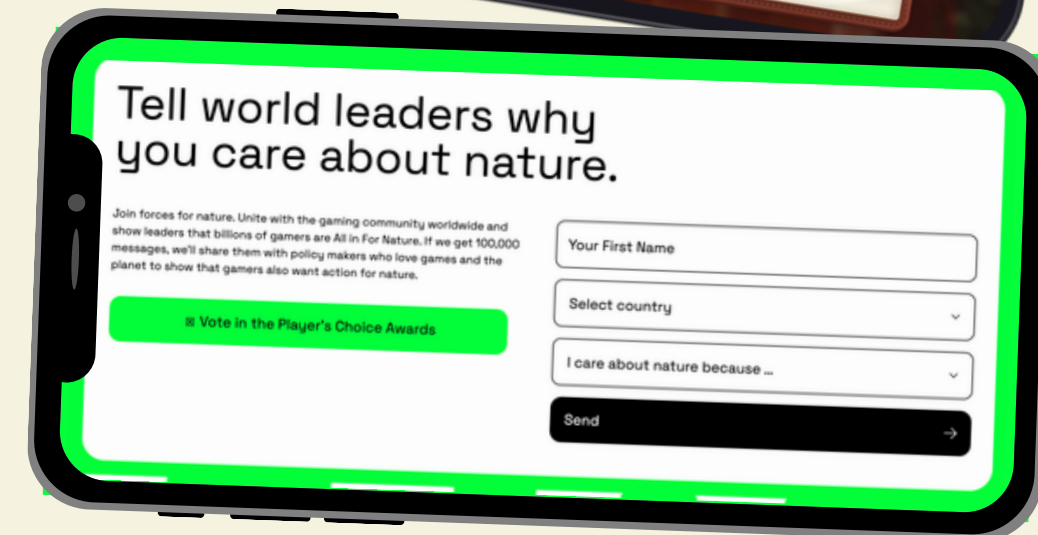 Tell world leaders why
you care about nature.
Join forces for nature. Unite with the gaming community worldwide and
show leaders that billions of gamers are All in For Nature. If we get 100,000
messages, we'll share them with policy makers who love games and the
planet to show that gamers also want action for nature.
Vote in the Player's Choice Awards
Your First Name
Select country
I care about nature because ...
Send